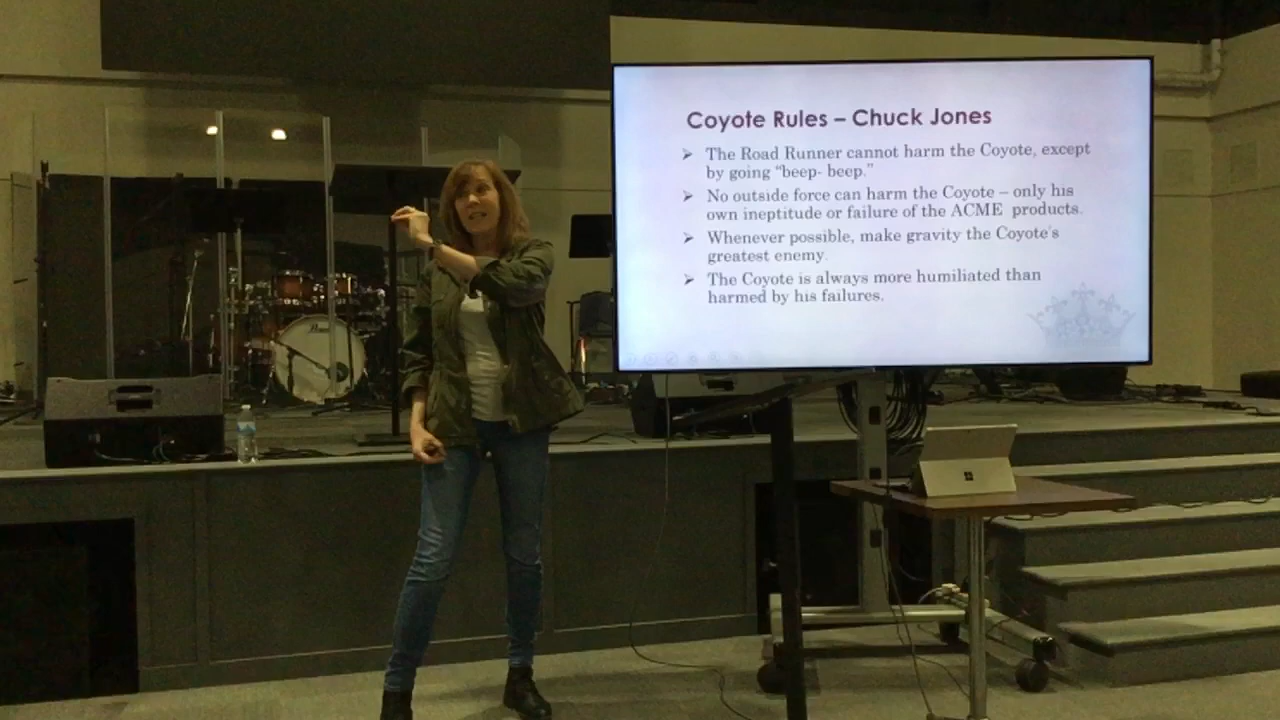 Coyote Rules – Chuck Jones
➢ The Road Runner cannot harm the Coyote, except
by going “beep- beep.”
➢ No outside force can harm the Coyote – only his
own ineptitude or failure of the ACME products.
➢ Whenever possible, make gravity the Coyote's
greatest enemy.
➢ The Coyote is always more humiliated than
harmed by his failures.
Pearl